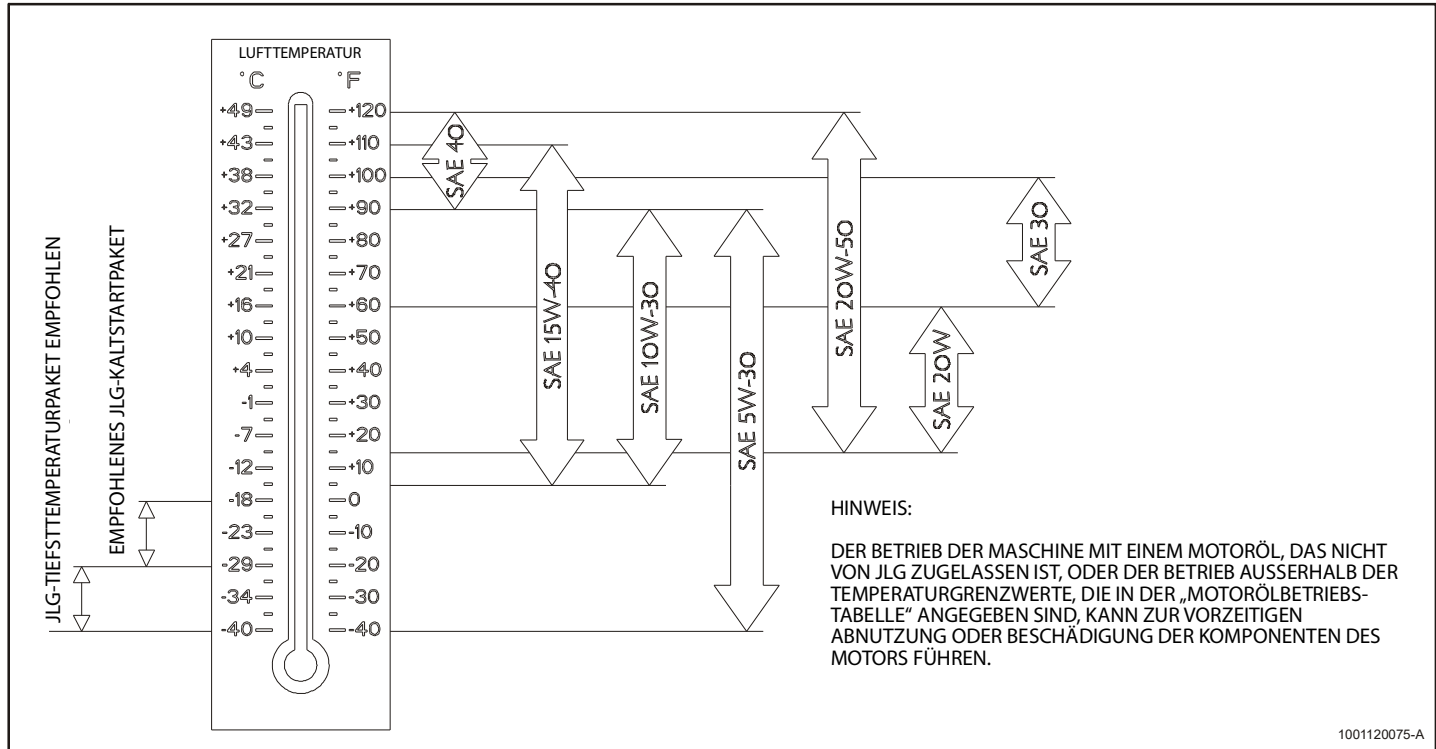 LUFTTEMPERATUR
°C °F
+49 +120
+43 +110
+38 +100
+32 +90
+27 +80
+21 +70
+16 +60
+10 +50
+4 +40
-1 +30
-7 +20
-12 +10
-18 0
-23 -10
-29 -20
-34 -30
-40 -40
JLG-TIEFSTTEMPERATURPAKET EMPFOHLEN
EMPFOHLENES JLG-KALTSTARTPAKET
SAE 40
SAE 15W-40
SAE 10W-30
SAE 5W-30
SAE 20W-50
SAE 20W
SAE 30
HINWEIS:
DER BETRIEB DER MASCHINE MIT EINEM MOTORÖL, DAS NICHT
VON JLG ZUGELASSEN IST, ODER DER BETRIEB AUSSERHALB DER
TEMPERATURGRENZWERTE, DIE IN DER „MOTORÖLBETRIEBS-
TABELLE“ ANGEGEBEN SIND, KANN ZUR VORZEITIGEN
ABNUTZUNG ODER BESCHÄDIGUNG DER KOMPONENTEN DES
MOTORS FÜHREN.
1001120075-A